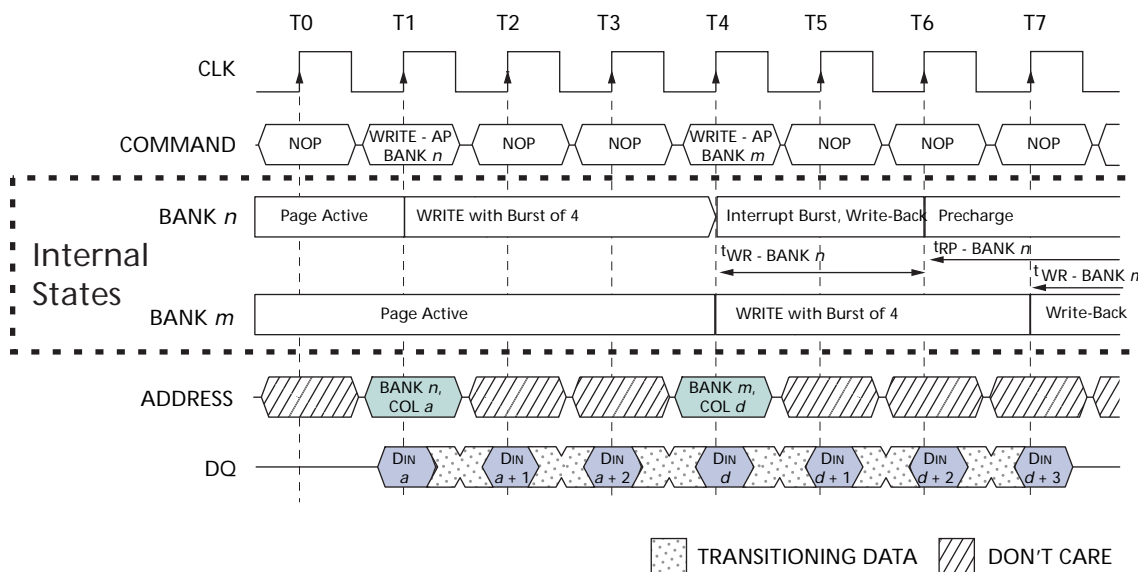 T0 T1 T2 T3 T4 T5 T6 T7
CLK
COMMAND NOP WRITE - AP BANK n NOP NOP WRITE - AP BANK m NOP NOP NOP
BANK n Page Active WRITE with Burst of 4 Interrupt Burst, Write-Back Precharge
Internal States
tWR - BANK n tRP - BANK n
tWR - BANK m
BANK m Page Active WRITE with Burst of 4 Write-Back
ADDRESS BANK n, COL a BANK m, COL d
DQ DIN a DIN a + 1 DIN a + 2 DIN d DIN d + 1 DIN d + 2 DIN d + 3
TRANSITIONING DATA DON'T CARE